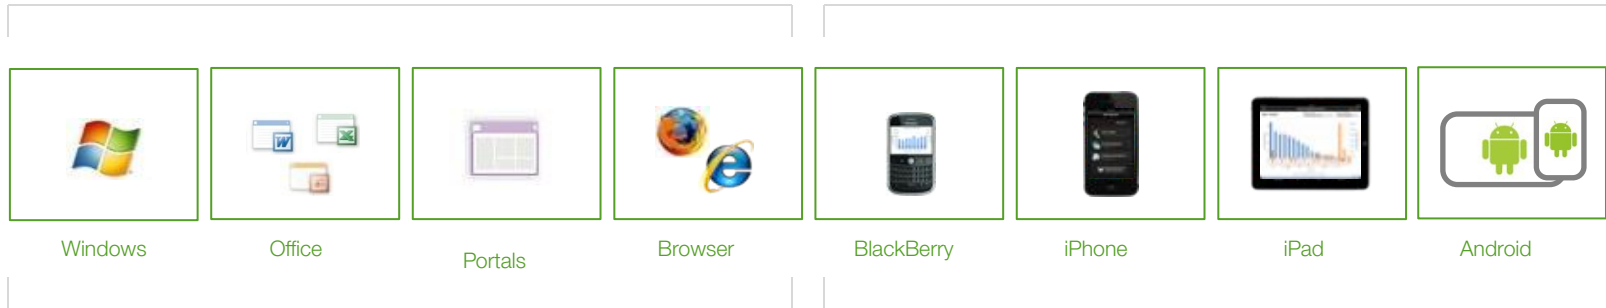 Windows
Office
Portals
Browser
BlackBerry
iPhone
iPad
Android